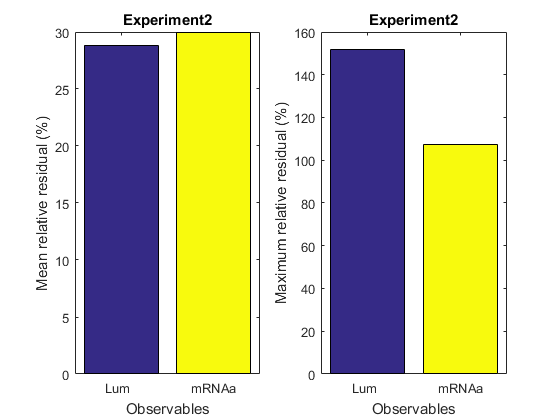 Experiment2
Mean relative residual (%)
30
25
20
15
10
5
0
Lum mRNAa
Observables
Experiment2
Maximum relative residual (%)
160
140
120
100
80
60
40
20
0
Lum mRNAa
Observables